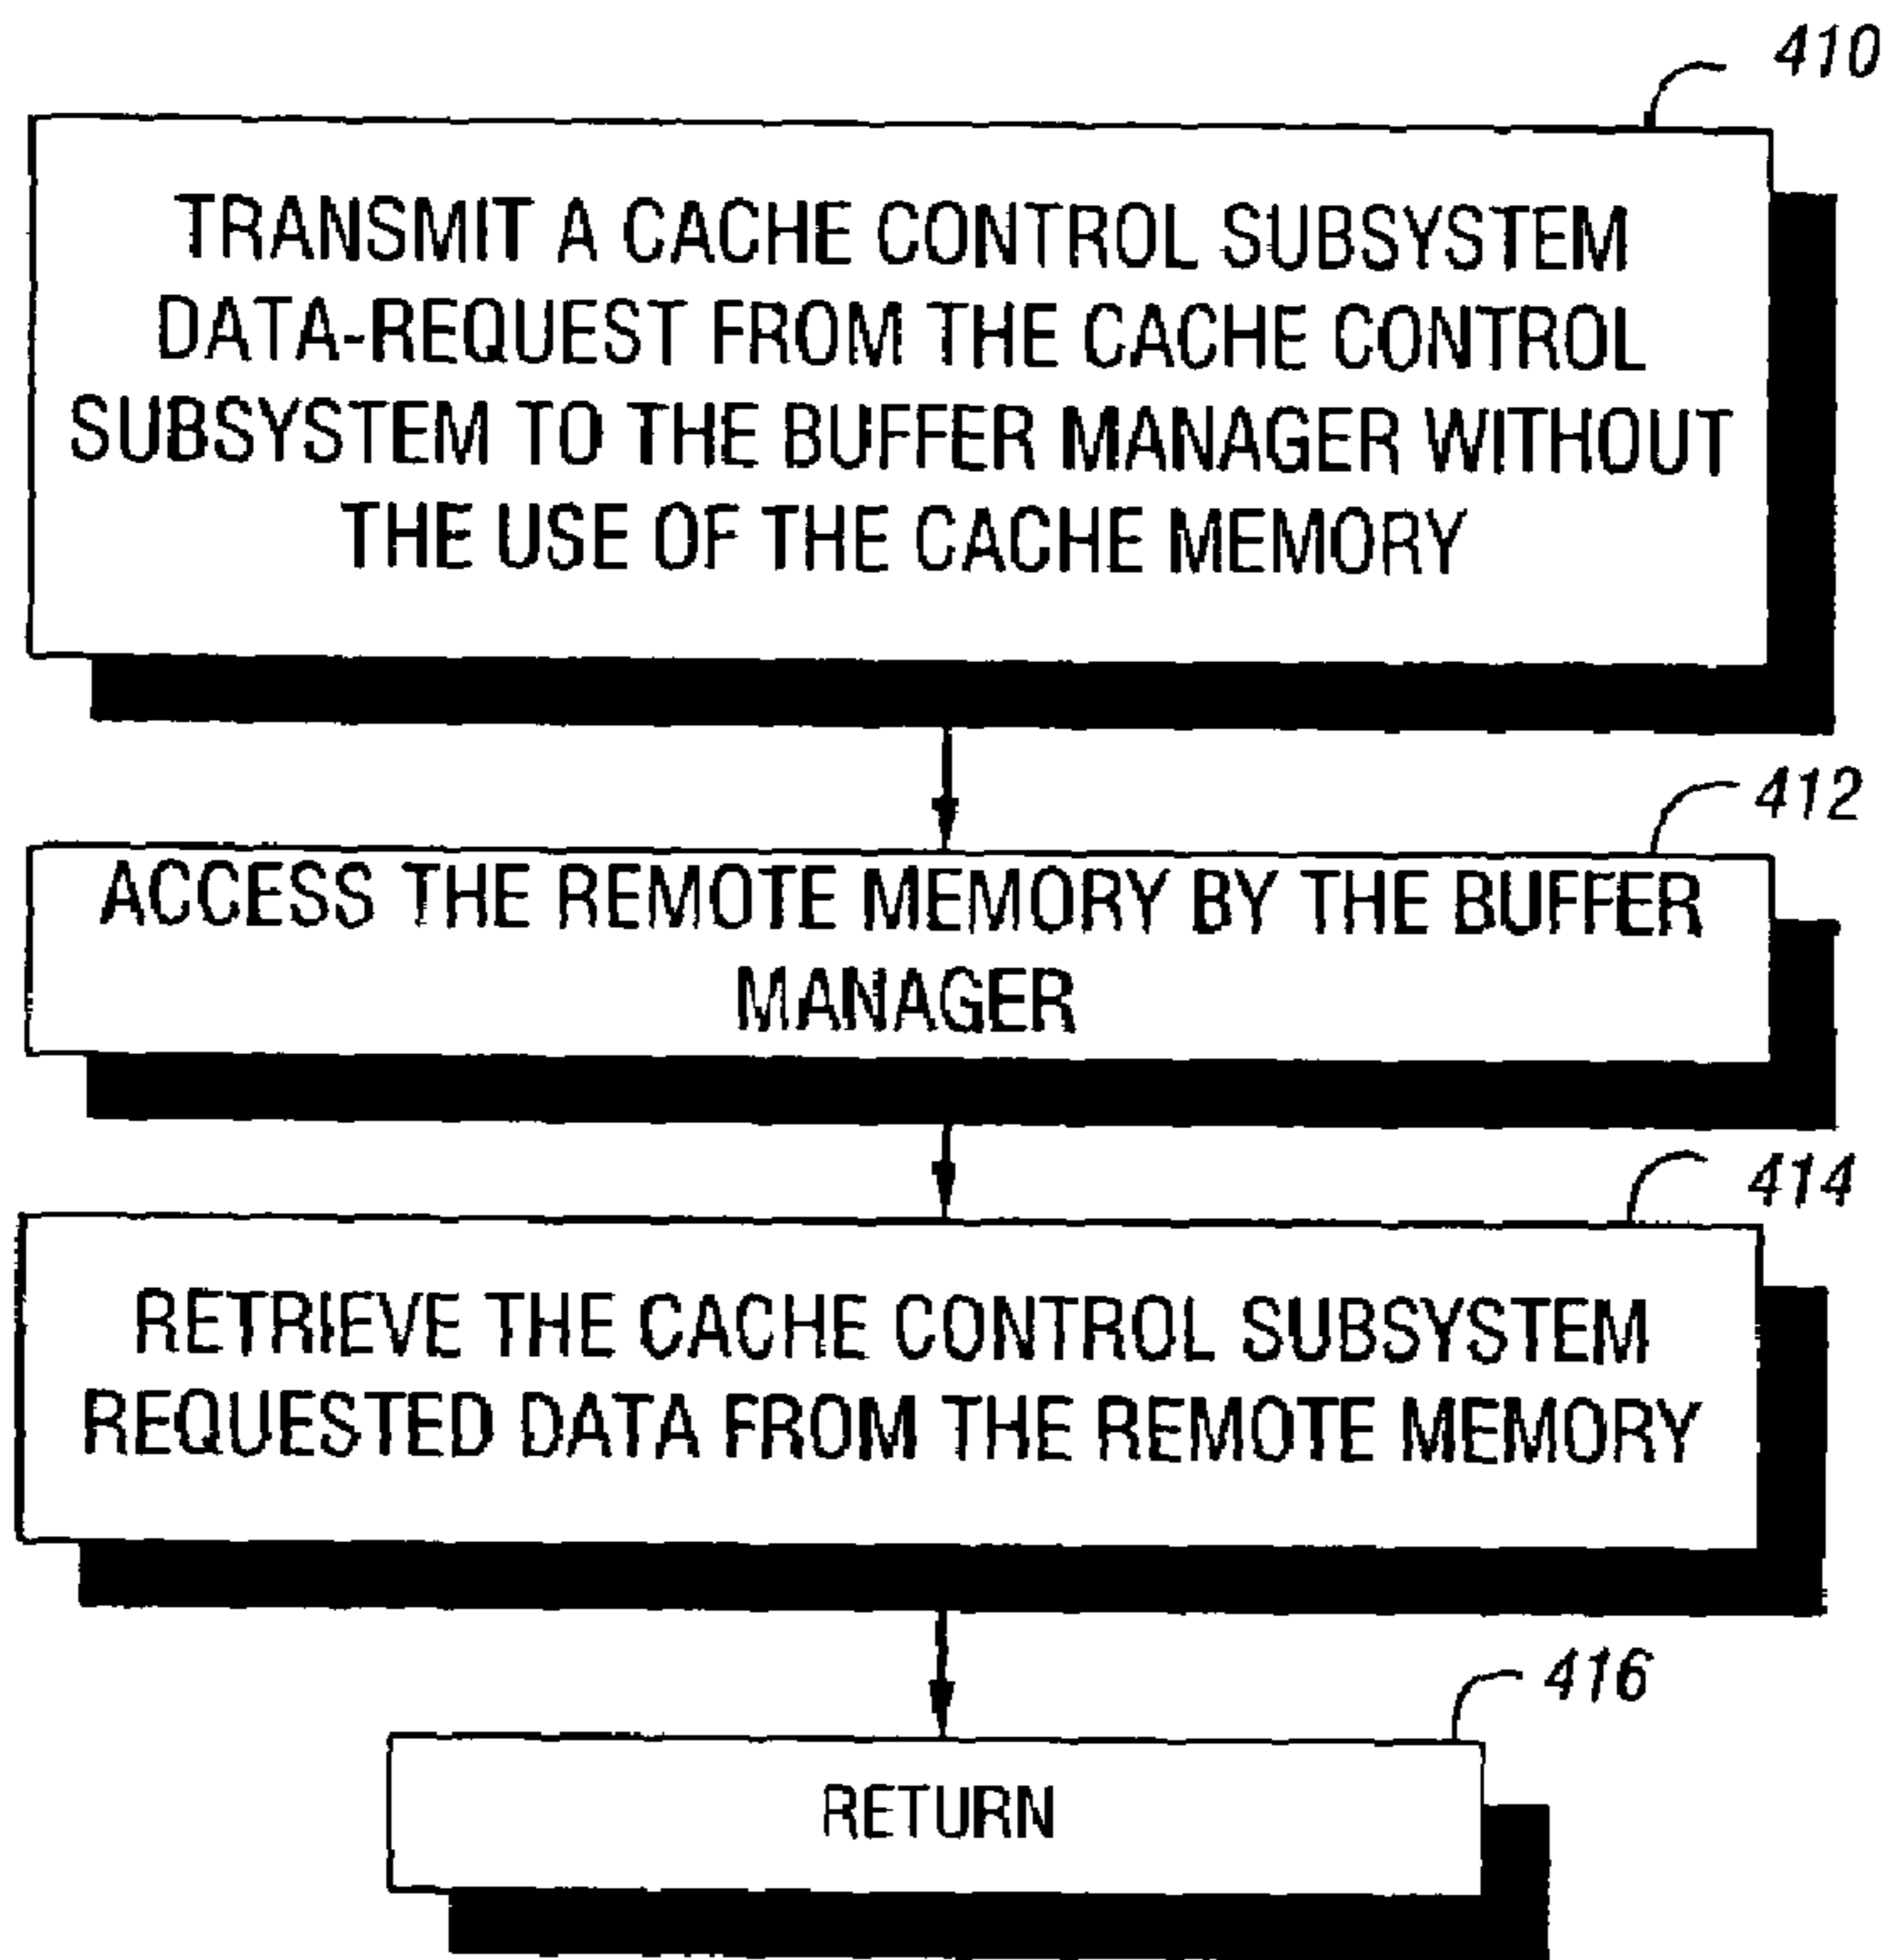 410
TRANSMIT A CACHE CONTROL SUBSYSTEM
DATA-REQUEST FROM THE CACHE CONTROL
SUBSYSTEM TO THE BUFFER MANAGER WITHOUT
THE USE OF THE CACHE MEMORY
412
ACCESS THE REMOTE MEMORY BY THE BUFFER
MANAGER
414
RETRIEVE THE CACHE CONTROL SUBSYSTEM
REQUESTED DATA FROM THE REMOTE MEMORY
416
RETURN